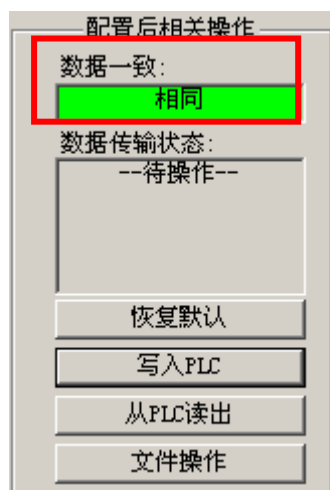 配置后相关操作
数据一致:
相同
数据传输状态:
--待操作--
恢复默认
写入PLC
从PLC读出
文件操作